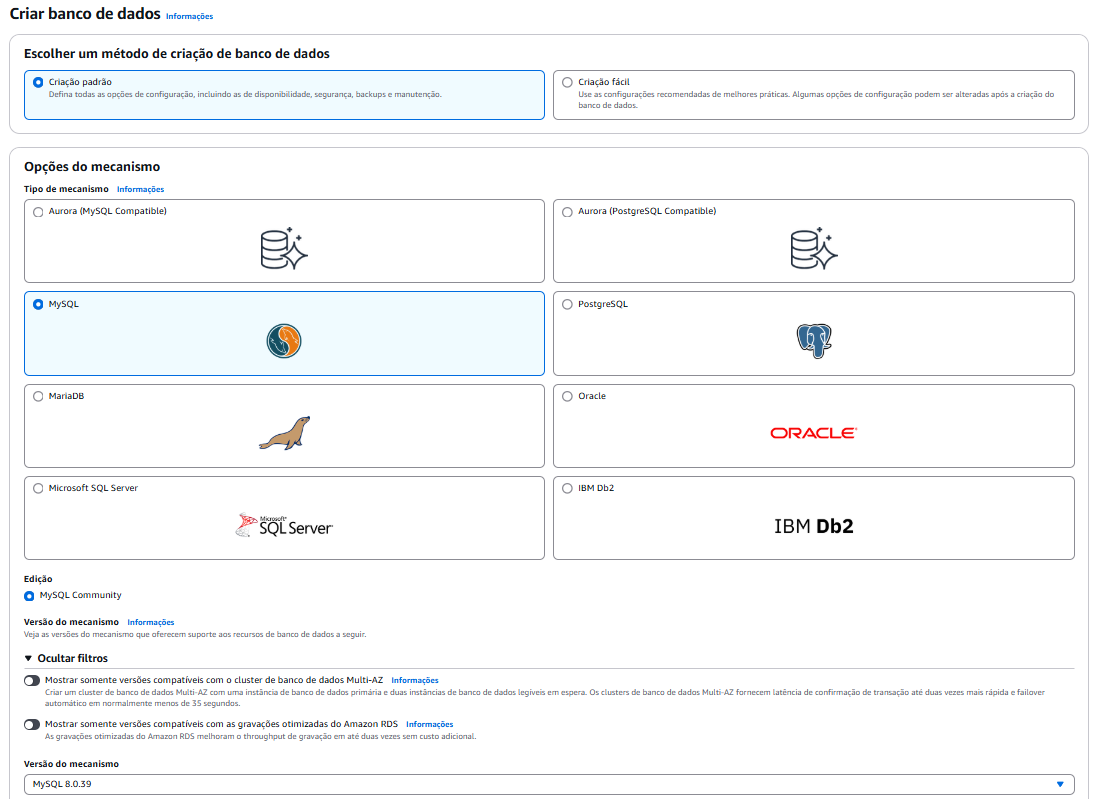 Criar banco de dados Informações
Escolher um método de criação de banco de dados
Criação padrão
Defina todas as opções de configuração, incluindo as de disponibilidade, segurança, backups e manutenção.
Criação fácil
Use as configurações recomendadas de melhores práticas. Algumas opções de configuração podem ser alteradas após a criação do
banco de dados.
Opções do mecanismo
Tipo de mecanismo Informações
Aurora (MySQL Compatible)
Aurora (PostgreSQL Compatible)
MySQL
PostgreSQL
MariaDB
Oracle
ORACLE
Microsoft SQL Server
Microsoft
SQL Server
IBM Db2
IBM Db2
Edição
MySQL Community
Versão do mecanismo Informações
Veja as versões do mecanismo que oferecem suporte aos recursos de banco de dados a seguir.
Ocultar filtros
Mostrar somente versões compatíveis com o cluster de banco de dados Multi-AZ Informações
Criar um cluster de banco de dados Multi-AZ com uma instância de banco de dados primária e duas instâncias de banco de dados legíveis em espera. Os clusters de banco de dados Multi-AZ fornecem latência de confirmação de transação até duas vezes mais rápida e failover
automático em normalmente menos de 35 segundos.
Mostrar somente versões compatíveis com as gravações otimizadas do Amazon RDS Informações
As gravações otimizadas do Amazon RDS melhoram o throughput de gravação em até duas vezes sem custo adicional.
Versão do mecanismo
MySQL 8.0.39